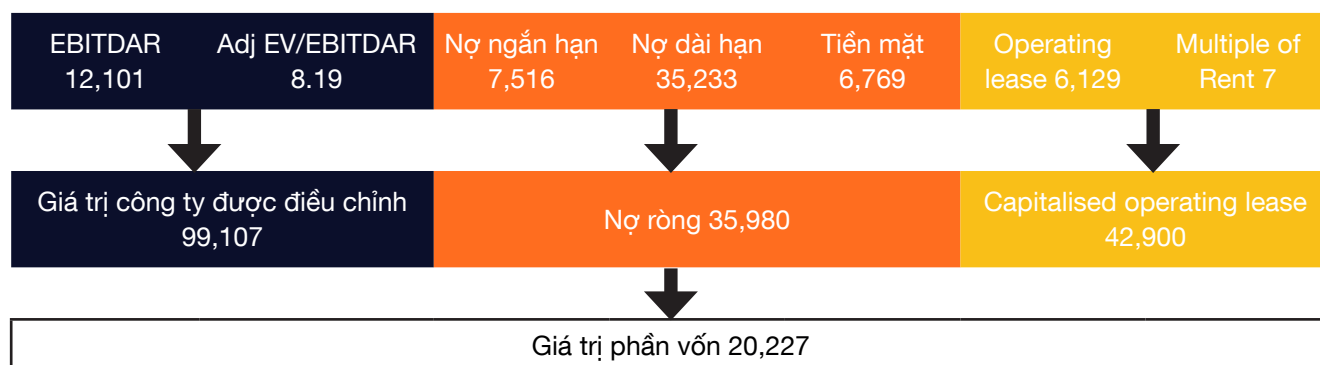 EBITDAR
12,101
Adj EV/EBITDAR
8.19
Nợ ngắn hạn
7,516
Nợ dài hạn
35,233
Tiền mặt
6,769
Operating
lease 6,129
Multiple of
Rent 7
Giá trị công ty được điều chỉnh
99,107
Nợ ròng 35,980
Capitalised operating lease
42,900
Giá trị phần vốn 20,227